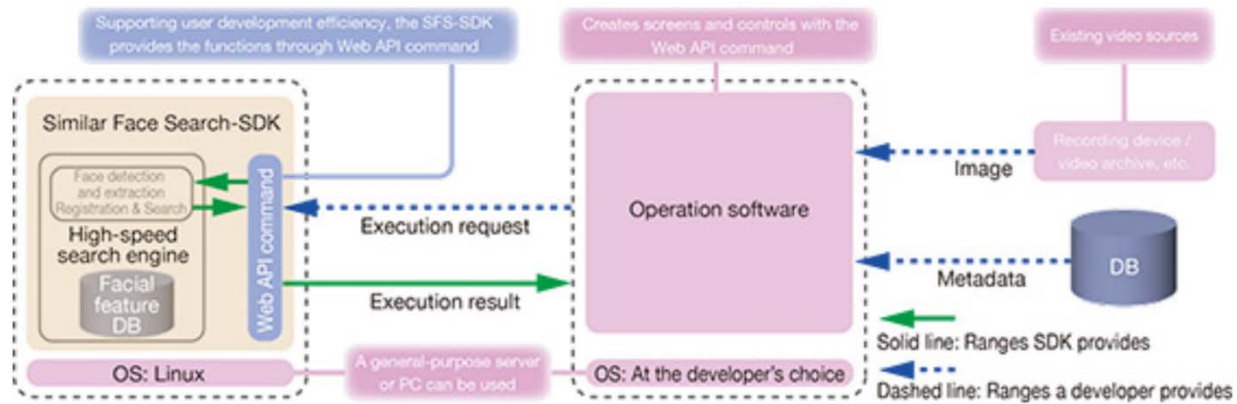 Supporting user development efficiency, the SFS-SDK
provides the functions through Web API command
Creates screens and controls with the
Web API command
Existing video sources
Similar Face Search-SDK
Face detection
and extraction
Registration & Search
High-speed
search engine
Facial
feature
DB
Web API command
OS: Linux
Execution request
Execution result
A general-purpose server
or PC can be used
Operation software
OS: At the developer's choice
Recording device /
video archive, etc.
Image
DB
Metadata
Solid line: Ranges SDK provides
Dashed line: Ranges a developer provides